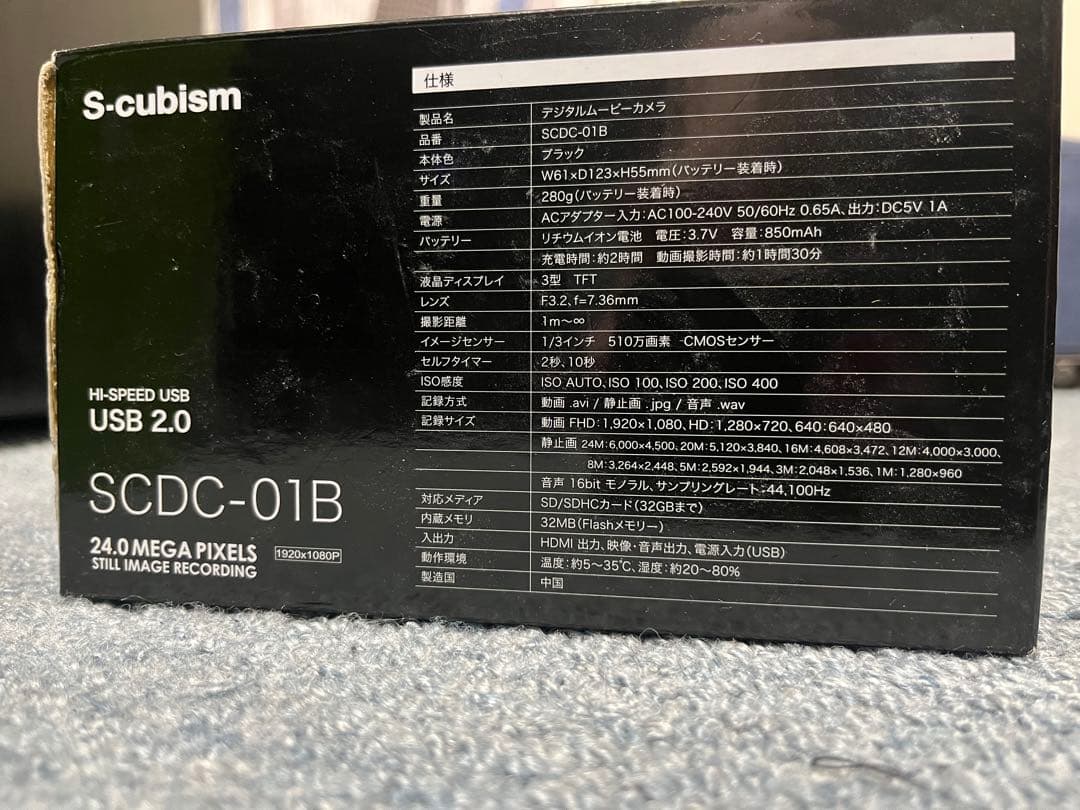 S-cubism
HI-SPEED USB
USB 2.0
SCDC-01B
24.0 MEGA PIXELS
STILL IMAGE RECORDING
1920x1080P
仕様
製品名 デジタルムービーカメラ
品番 SCDC-01B
本体色 ブラック
サイズ W61×D123×H55mm(バッテリー装着時)
重量 280g(バッテリー装着時)
電源 ACアダプター入力:AC100-240V 50/60Hz 0.65A、出力:DC5V 1A
バッテリー リチウムイオン電池 電圧:3.7V 容量:850mAh
充電時間:約2時間 動画撮影時間:約1時間30分
液晶ディスプレイ 3型 TFT
レンズ F3.2、f=7.36mm
撮影距離 1m〜∞
イメージセンサー 1/3インチ 510万画素 CMOSセンサー
セルフタイマー 2秒、10秒
ISO感度 ISO AUTO、ISO 100、ISO 200、ISO 400
記録方式 動画 .avi / 静止画 .jpg / 音声 .wav
記録サイズ 動画 FHD:1,920×1,080、HD:1,280×720、640:640×480
静止画 24M:6,000×4,500、20M:5,120×3,840、16M:4,608×3,472、12M:4,000×3,000、
8M:3,264×2,448、5M:2,592×1,944、3M:2,048×1,536、1M:1,280×960
音声 16bit モノラル、サンプリングレート:44,100Hz
対応メディア SD/SDHCカード(32GBまで)
内蔵メモリ 32MB(Flashメモリー)
入出力 HDMI 出力、映像・音声出力、電源入力(USB)
動作環境 温度:約5〜35℃、湿度:約20〜80%
製造国 中国